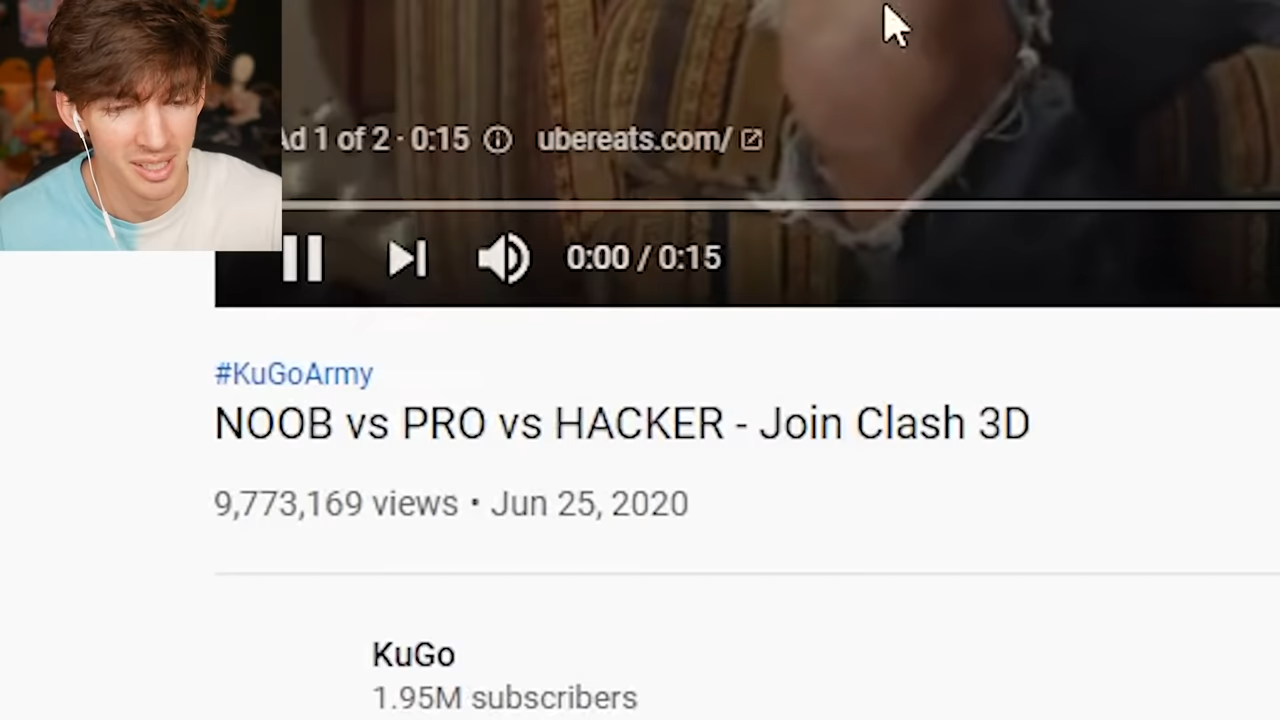 Ad 1 of 2 · 0:15 ubereats.com/
0:00 / 0:15
#KuGoArmy
NOOB vs PRO vs HACKER - Join Clash 3D
9,773,169 views • Jun 25, 2020
KuGo
1.95M subscribers